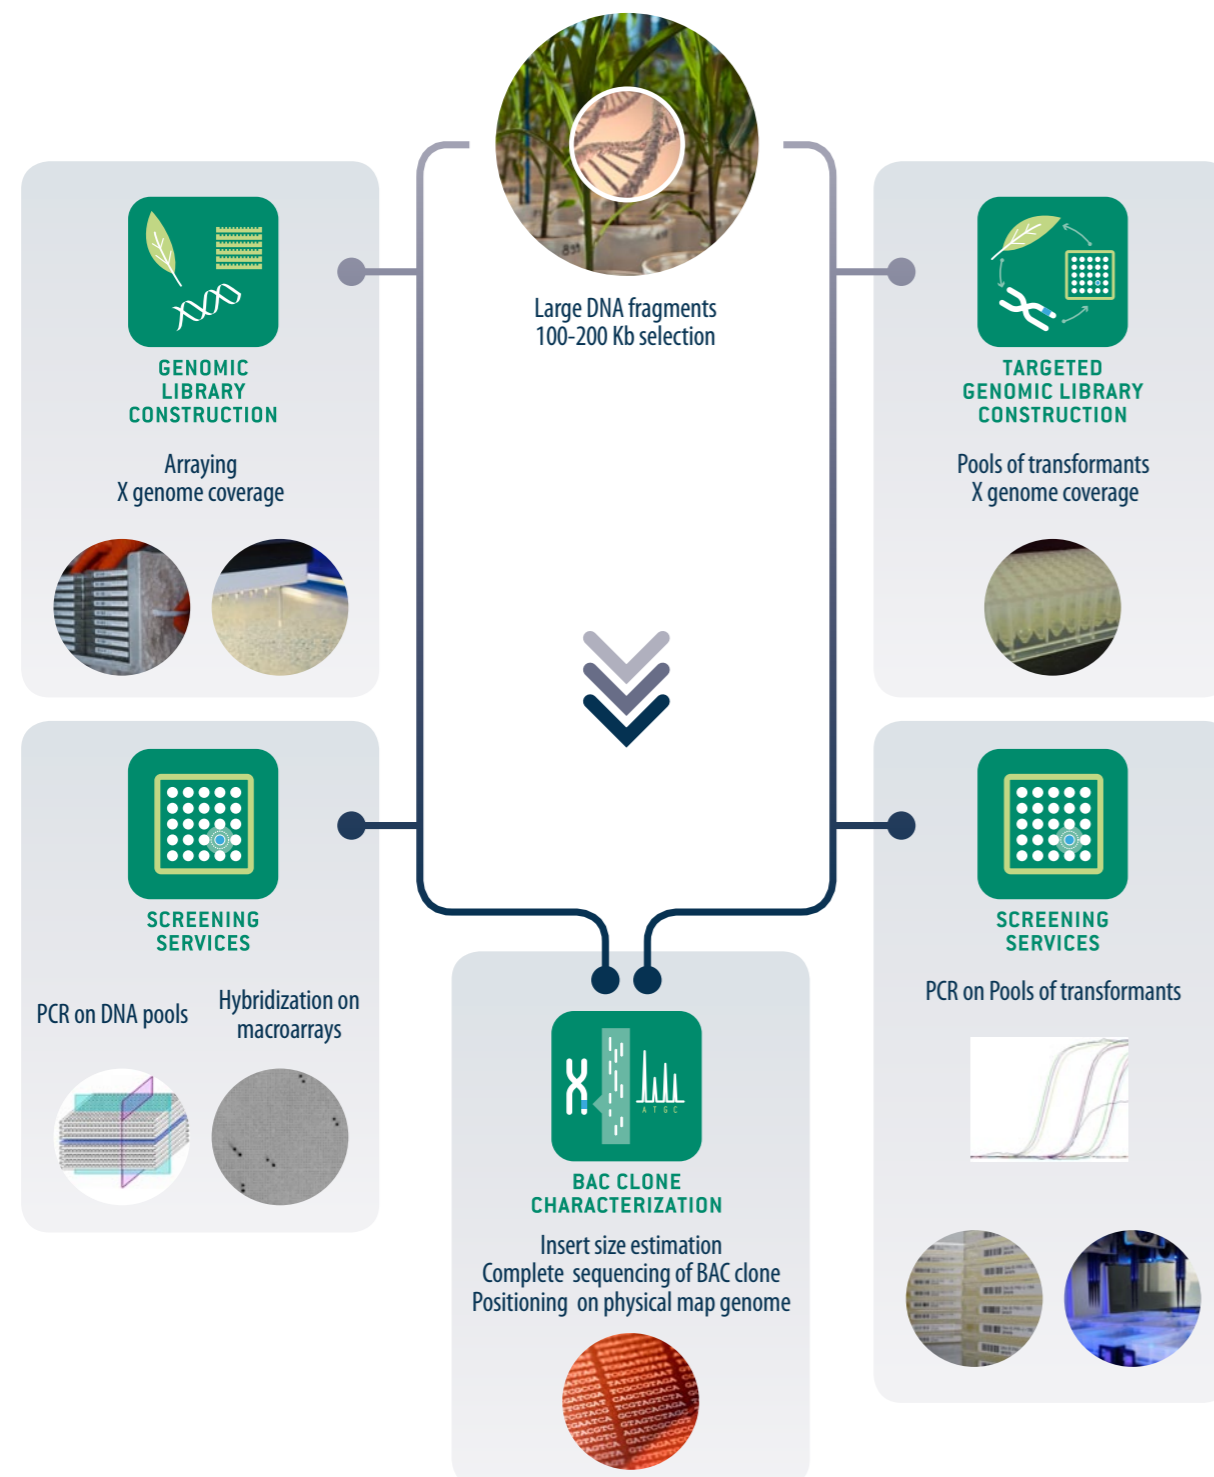 Large DNA fragments
100-200 Kb selection
GENOMIC
LIBRARY
CONSTRUCTION
Arraying
X genome coverage
TARGETED
GENOMIC LIBRARY
CONSTRUCTION
Pools of transformants
X genome coverage
SCREENING
SERVICES
PCR on DNA pools
Hybridization on
macroarrays
SCREENING
SERVICES
PCR on Pools of transformants
A T G C
BAC CLONE
CHARACTERIZATION
Insert size estimation
Complete sequencing of BAC clone
Positioning on physical map genome